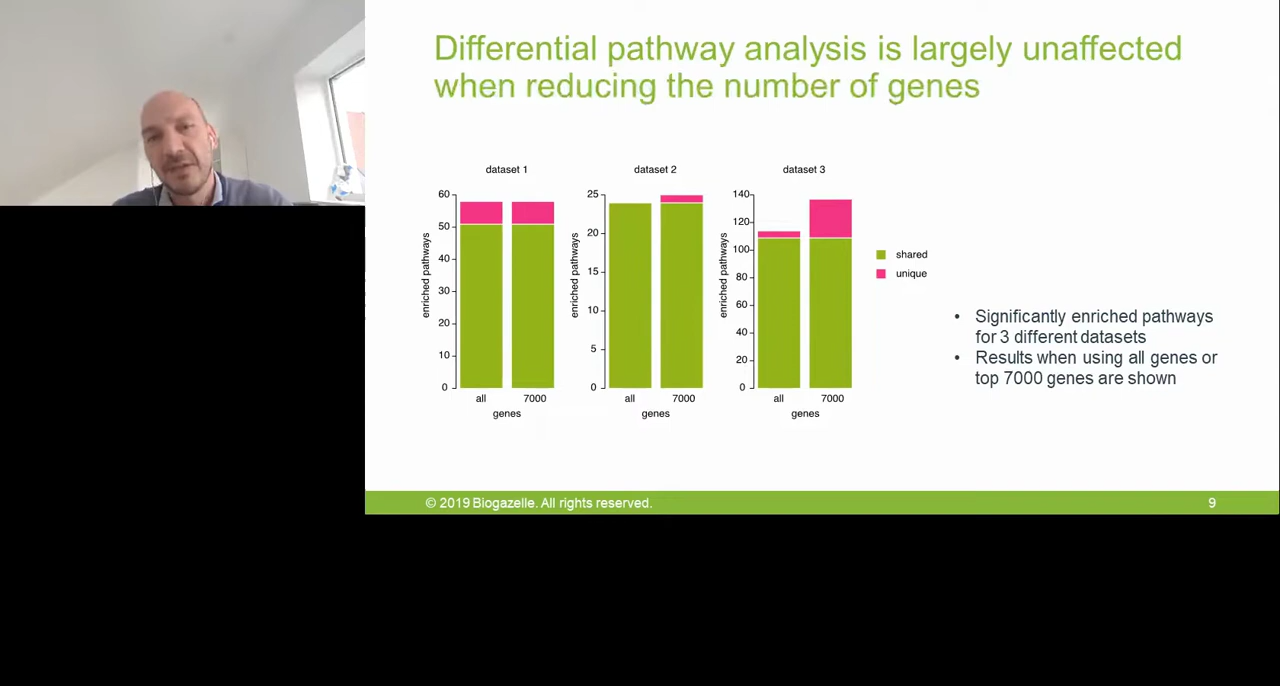 Differential pathway analysis is largely unaffected
when reducing the number of genes
dataset 1
60
50
40
30
20
10
0
enriched pathways
all
7000
genes
dataset 2
25
20
15
10
5
0
enriched pathways
all
7000
genes
dataset 3
140
120
100
80
60
40
20
0
enriched pathways
all
7000
genes
shared
unique
• Significantly enriched pathways
for 3 different datasets
• Results when using all genes or
top 7000 genes are shown
© 2019 Biogazelle. All rights reserved.
9